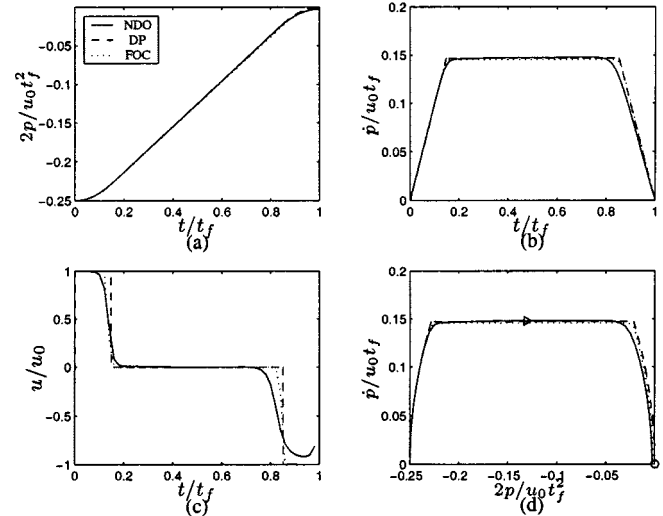 NDO
DP
FOC
-0.05
-0.1
-0.15
-0.2
-0.25
0 0.2 0.4 0.6 0.8 1
2p/u₀t_f²
t/t_f
(a)
0.2
0.15
0.1
0.05
0
0 0.2 0.4 0.6 0.8 1
ṗ/u₀t_f
t/t_f
(b)
1
0.5
0
-0.5
-1
0 0.2 0.4 0.6 0.8 1
u/u₀
t/t_f
(c)
0.2
0.15
0.1
0.05
0
-0.25 -0.2 -0.15 -0.1 -0.05
ṗ/u₀t_f
2p/u₀t_f²
(d)